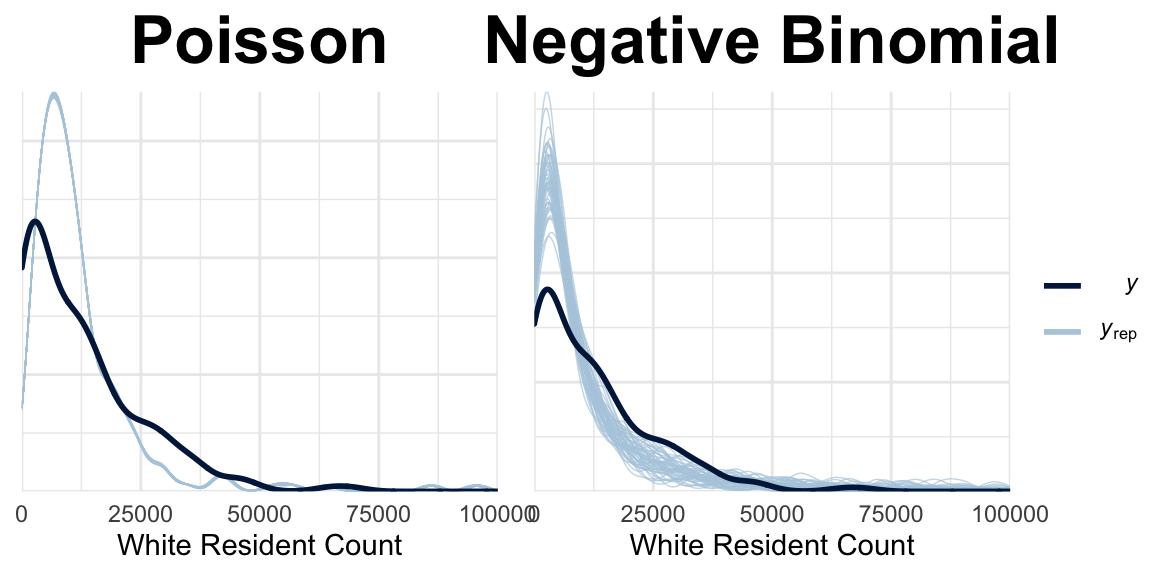 Poisson
Negative Binomial
0 25000 50000 75000 100000
White Resident Count
0 25000 50000 75000 100000
White Resident Count
y
yrep